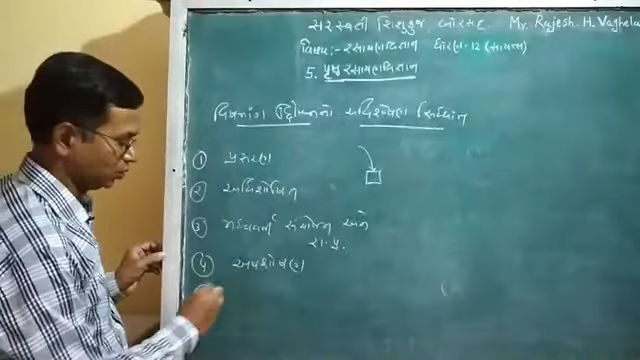 સરસ્વતી શિશુકુંજ બોરસદ. Mr. Rajesh. H. Vaghela
વિષય:- રસાયણવિજ્ઞાન ધોરણ-12 (સાયન્સ)
5. પૃષ્ઠ રસાયણવિજ્ઞાન
વિષમાંગ ઉદ્દીપનનો અધિશોષણ સિધ્ધાંત
① પ્રસરણ
② અધિશોષિત
③ મધ્યવર્તી સંયોજન અને
રા. પ્ર.
④ અપશોષણ